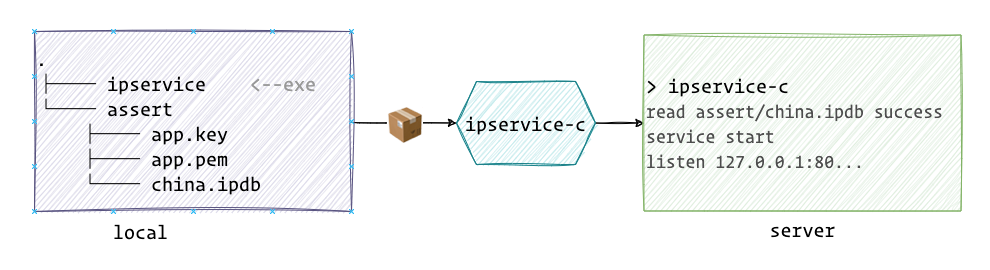 .
├── ipservice <--exe
└── assert
├── app.key
├── app.pem
└── china.ipdb
local
ipservice-c
> ipservice-c
read assert/china.ipdb success
service start
listen 127.0.0.1:80...
server